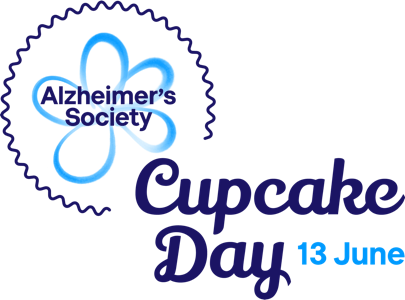 Alzheimer's
Society
Cupcake
Day 13 June